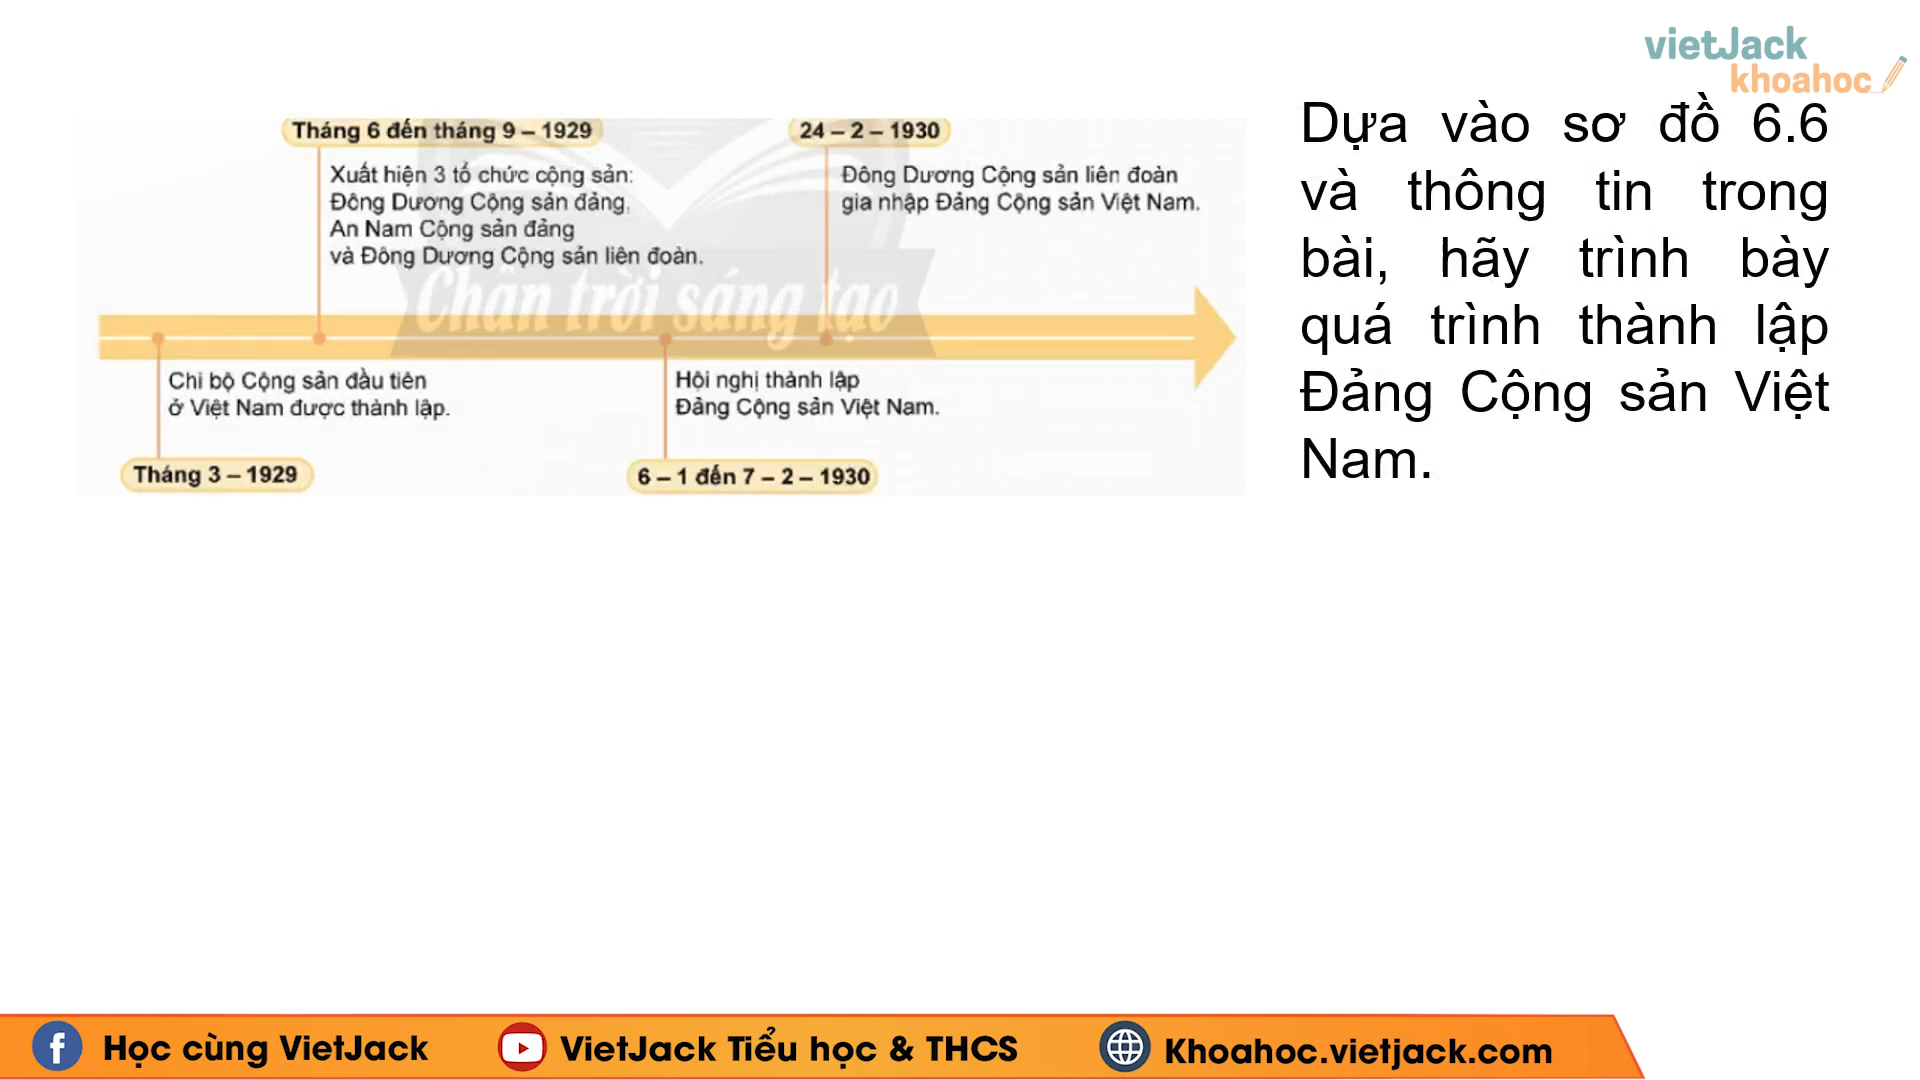 vietJack
khoahoc
Tháng 6 đến tháng 9 – 1929
24 – 2 – 1930
Xuất hiện 3 tổ chức cộng sản:
Đông Dương Cộng sản đảng,
An Nam Cộng sản đảng
và Đông Dương Cộng sản liên đoàn.
Đông Dương Cộng sản liên đoàn
gia nhập Đảng Cộng sản Việt Nam.
Chân trời sáng tạo
Chi bộ Cộng sản đầu tiên
ở Việt Nam được thành lập.
Hội nghị thành lập
Đảng Cộng sản Việt Nam.
Tháng 3 – 1929
6 – 1 đến 7 – 2 – 1930
Dựa vào sơ đồ 6.6
và thông tin trong
bài, hãy trình bày
quá trình thành lập
Đảng Cộng sản Việt
Nam.
Học cùng VietJack
VietJack Tiểu học & THCS
Khoahoc.vietjack.com